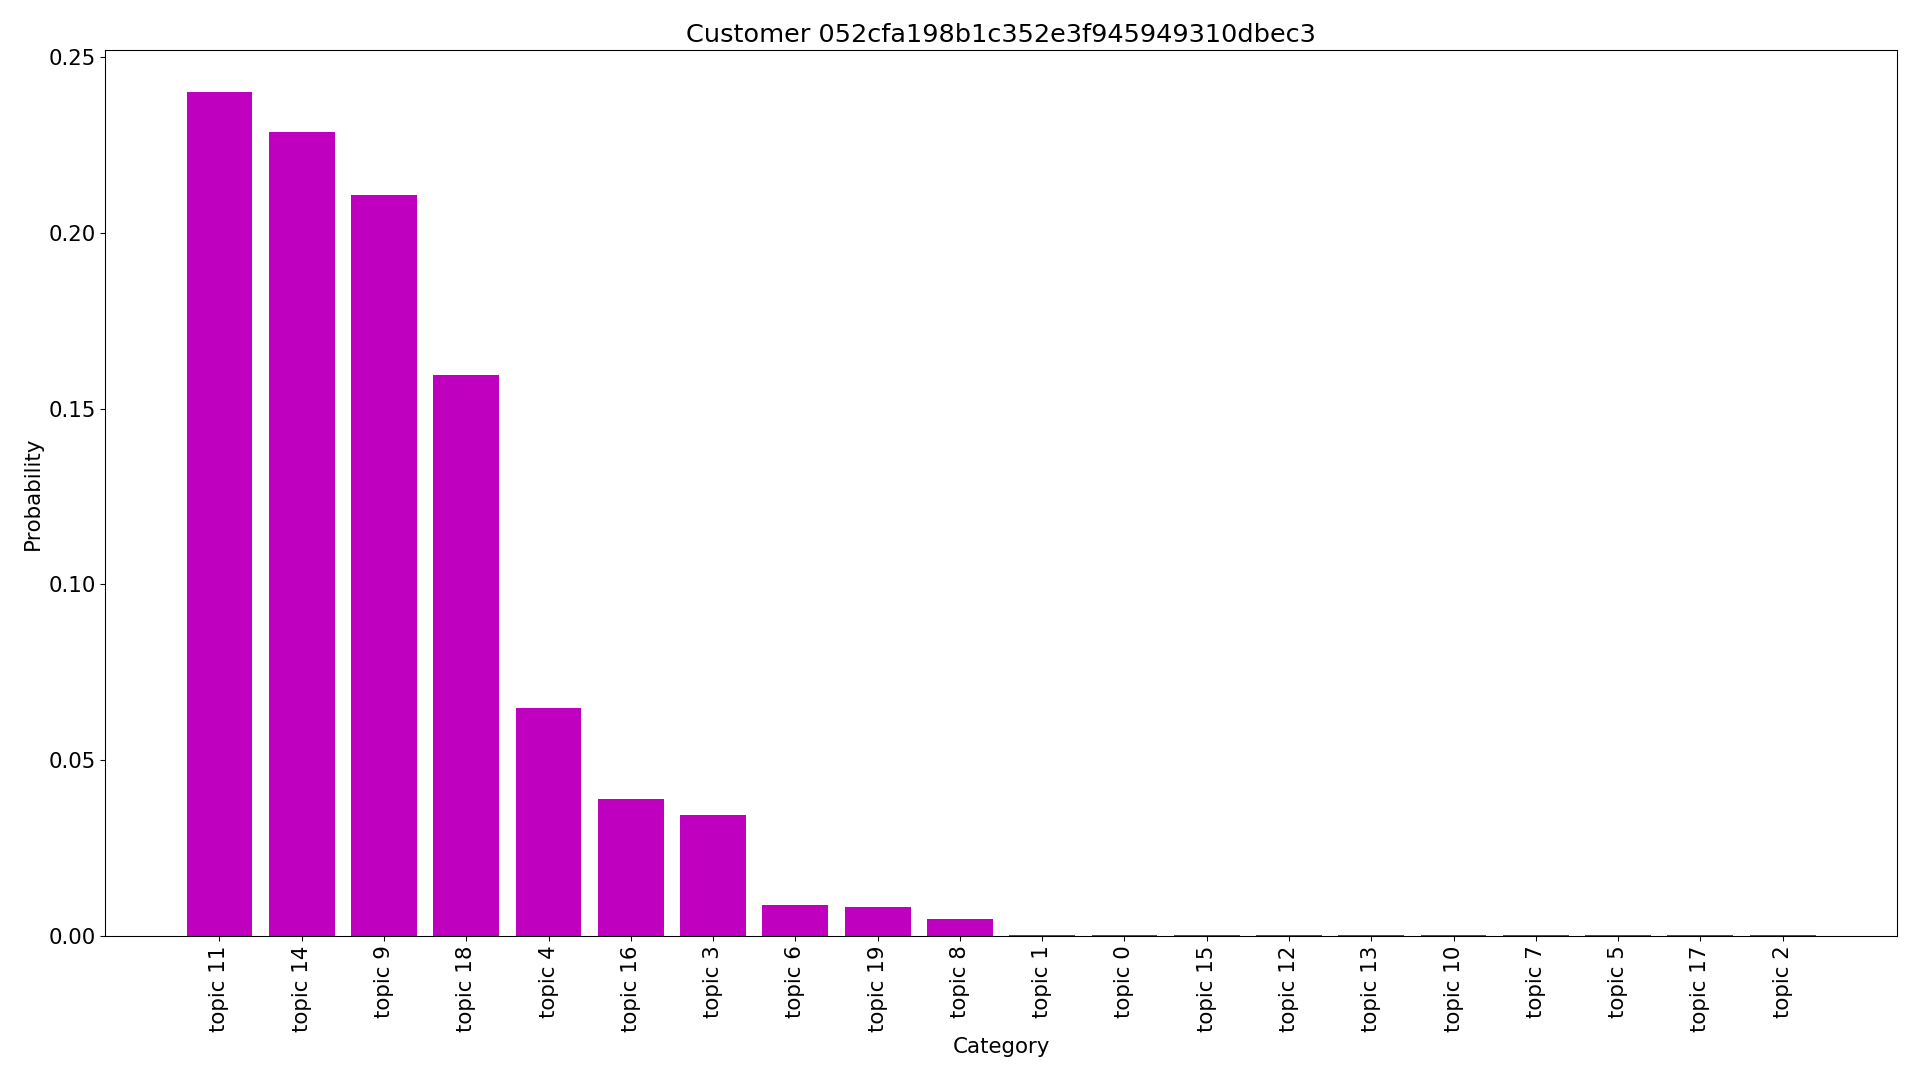 Customer 052cfa198b1c352e3f945949310dbec3
0.25
0.20
0.15
0.10
0.05
0.00
Probability
topic 11
topic 14
topic 9
topic 18
topic 4
topic 16
topic 3
topic 6
topic 19
topic 8
topic 1
topic 0
topic 15
topic 12
topic 13
topic 10
topic 7
topic 5
topic 17
topic 2
Category